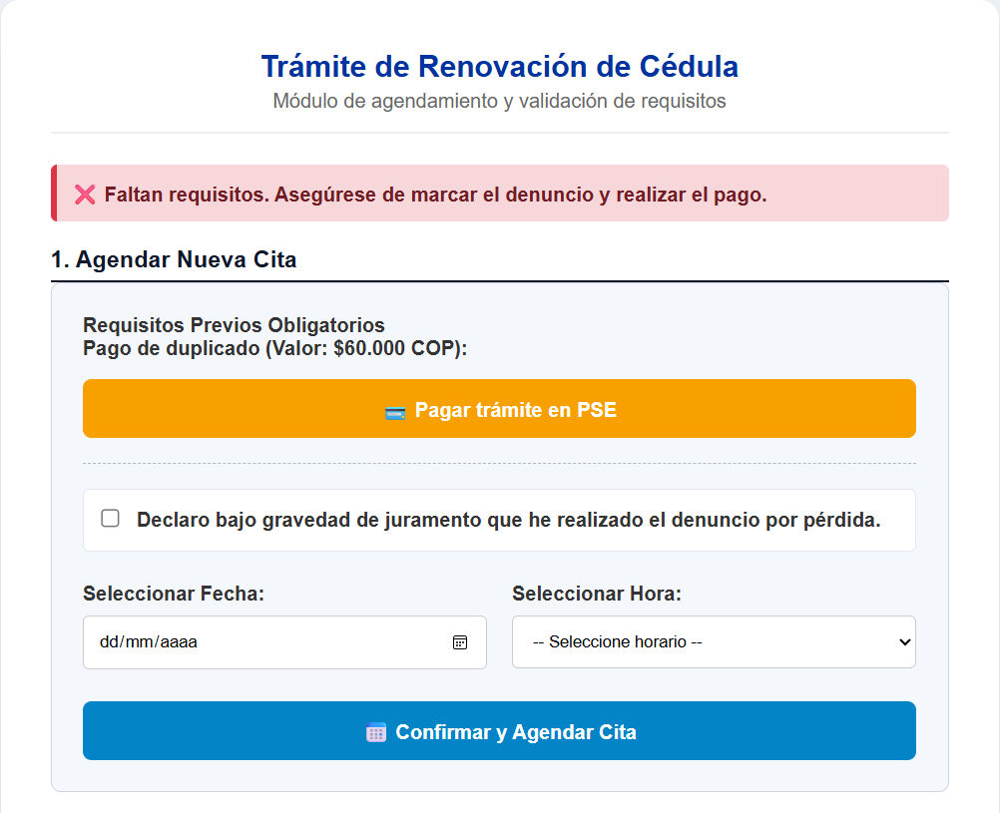 Trámite de Renovación de Cédula
Módulo de agendamiento y validación de requisitos
❌ Faltan requisitos. Asegúrese de marcar el denuncio y realizar el pago.
1. Agendar Nueva Cita
Requisitos Previos Obligatorios
Pago de duplicado (Valor: $60.000 COP):
💳 Pagar trámite en PSE
Declaro bajo gravedad de juramento que he realizado el denuncio por pérdida.
Seleccionar Fecha:
Seleccionar Hora:
dd/mm/aaaa
-- Seleccione horario --
📅 Confirmar y Agendar Cita